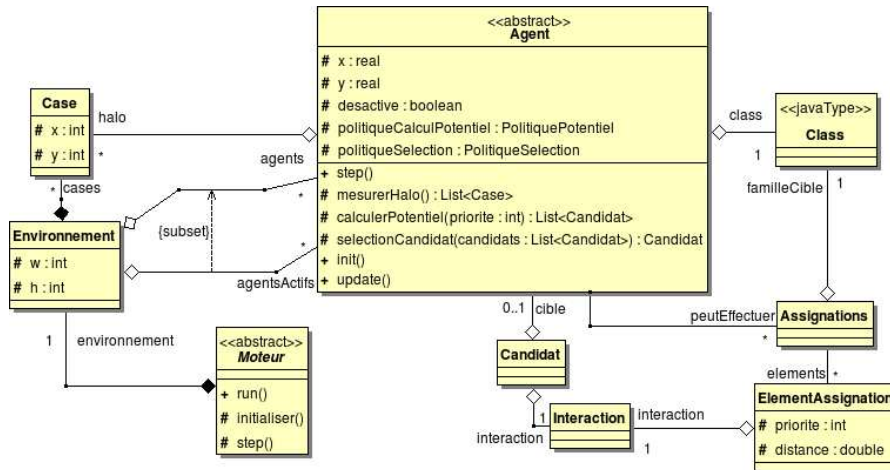 <<abstract>>
Agent
# x : real
# y : real
# desactive : boolean
# politiqueCalculPotentiel : PolitiquePotentiel
# politiqueSelection : PolitiqueSelection
+ step()
# mesurerHalo() : List<Case>
# calculerPotentiel(priorite : int) : List<Candidat>
# selectionCandidat(candidats : List<Candidat>) : Candidat
+ init()
+ update()
Case
# x : int
# y : int
halo
*
agents
*
* cases
{subset}
*
agentsActifs
Environnement
# w : int
# h : int
1
environnement
<<abstract>>
Moteur
+ run()
# initialiser()
# step()
class
1
<<javaType>>
Class
familleCible
1
0..1
cible
peutEffectuer
*
Assignations
Candidat
elements
*
1
interaction
Interaction
interaction
1
ElementAssignation
# priorite : int
# distance : double